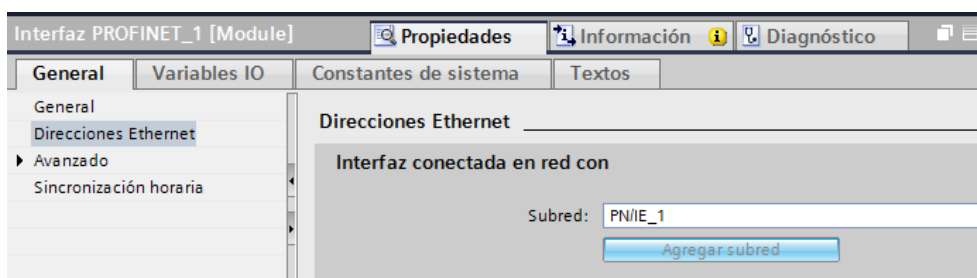 Interfaz PROFINET_1 [Module]
Propiedades
Información
Diagnóstico
General
Variables IO
Constantes de sistema
Textos
General
Direcciones Ethernet
Avanzado
Sincronización horaria
Direcciones Ethernet
Interfaz conectada en red con
Subred: PN/IE_1
Agregar subred